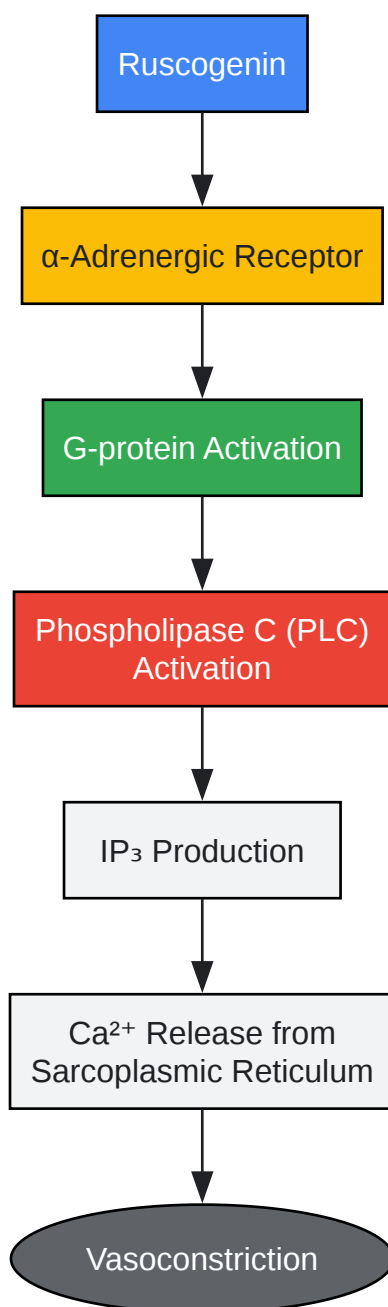 Ruscogenin
α-Adrenergic Receptor
G-protein Activation
Phospholipase C (PLC)
Activation
IP₃ Production
Ca²⁺ Release from
Sarcoplasmic Reticulum
Vasoconstriction